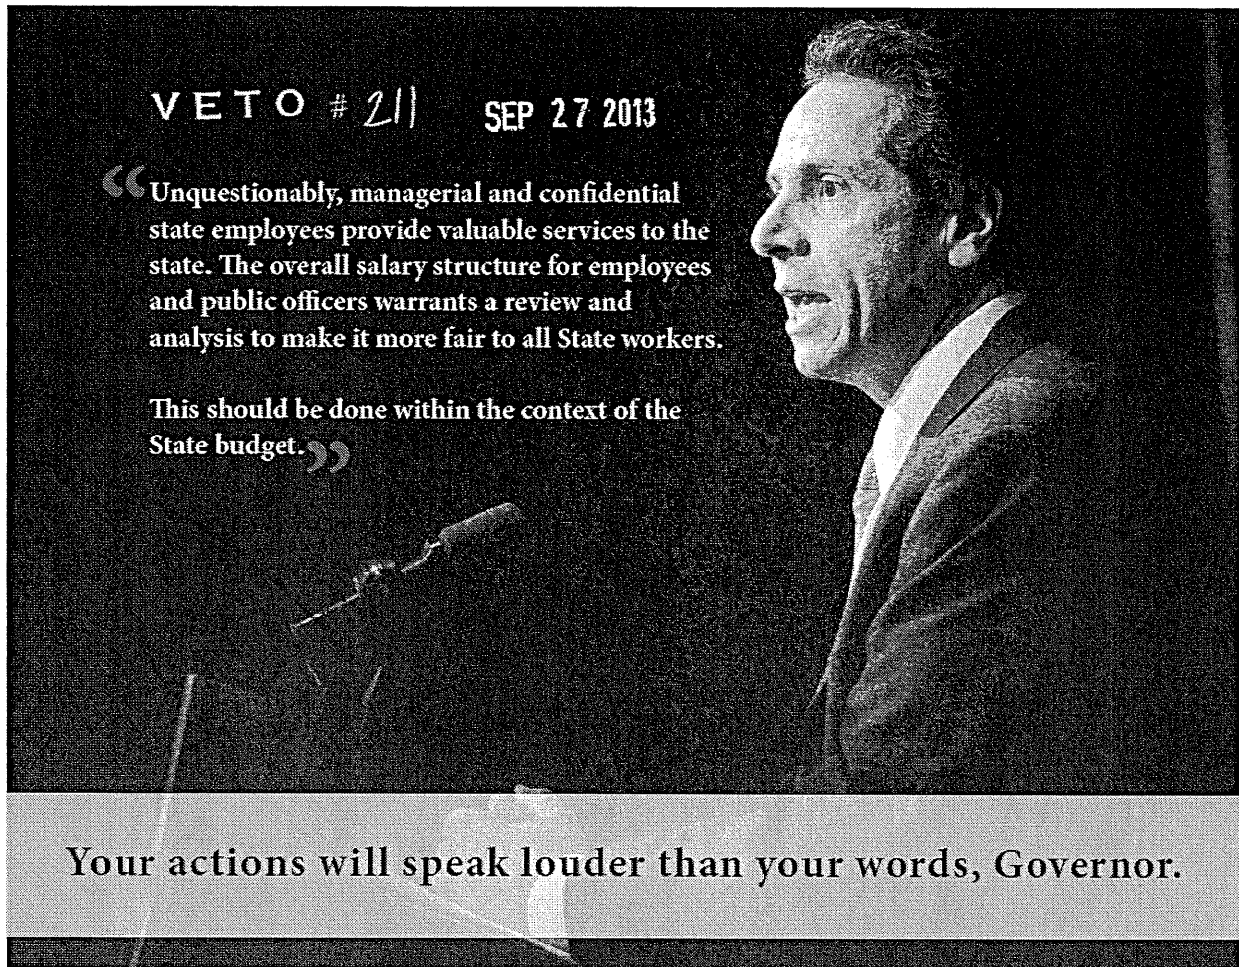 VETO # 211 SEP 27 2013
“Unquestionably, managerial and confidential
state employees provide valuable services to the
state. The overall salary structure for employees
and public officers warrants a review and
analysis to make it more fair to all State workers.
This should be done within the context of the
State budget.”
Your actions will speak louder than your words, Governor.